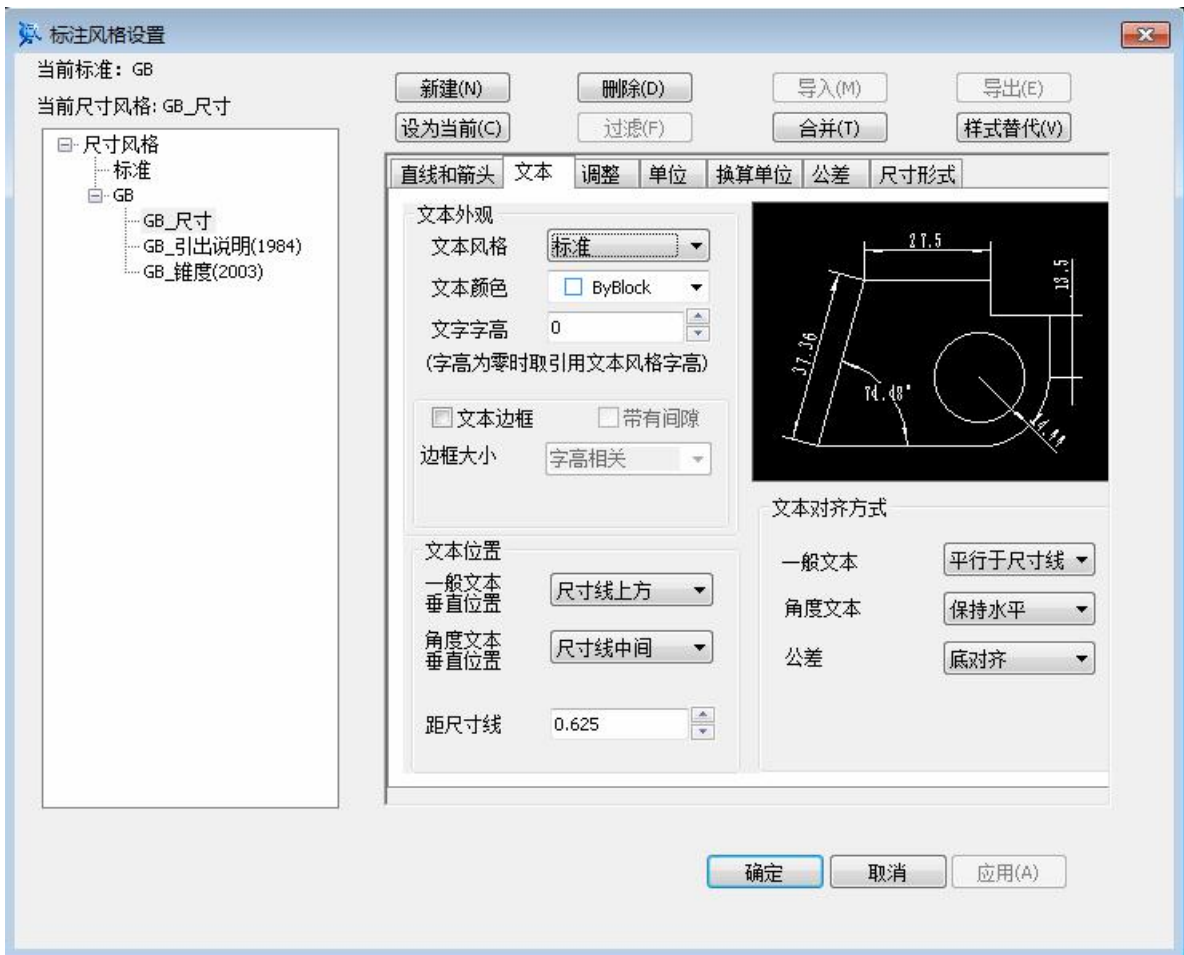 标注风格设置
当前标准: GB
当前尺寸风格: GB_尺寸
新建(N)
删除(D)
导入(M)
导出(E)
设为当前(C)
过滤(F)
合并(T)
样式替代(V)
尺寸风格
标准
GB
GB_尺寸
GB_引出说明(1984)
GB_锥度(2003)
直线和箭头
文本
调整
单位
换算单位
公差
尺寸形式
文本外观
文本风格
标准
文本颜色
ByBlock
文字字高
0
(字高为零时取引用文本风格字高)
文本边框
带有间隙
边框大小
字高相关
27.5
13.5
37.36
74.48°
14.44
文本位置
一般文本
垂直位置
尺寸线上方
角度文本
垂直位置
尺寸线中间
距尺寸线
0.625
文本对齐方式
一般文本
平行于尺寸线
角度文本
保持水平
公差
底对齐
确定
取消
应用(A)